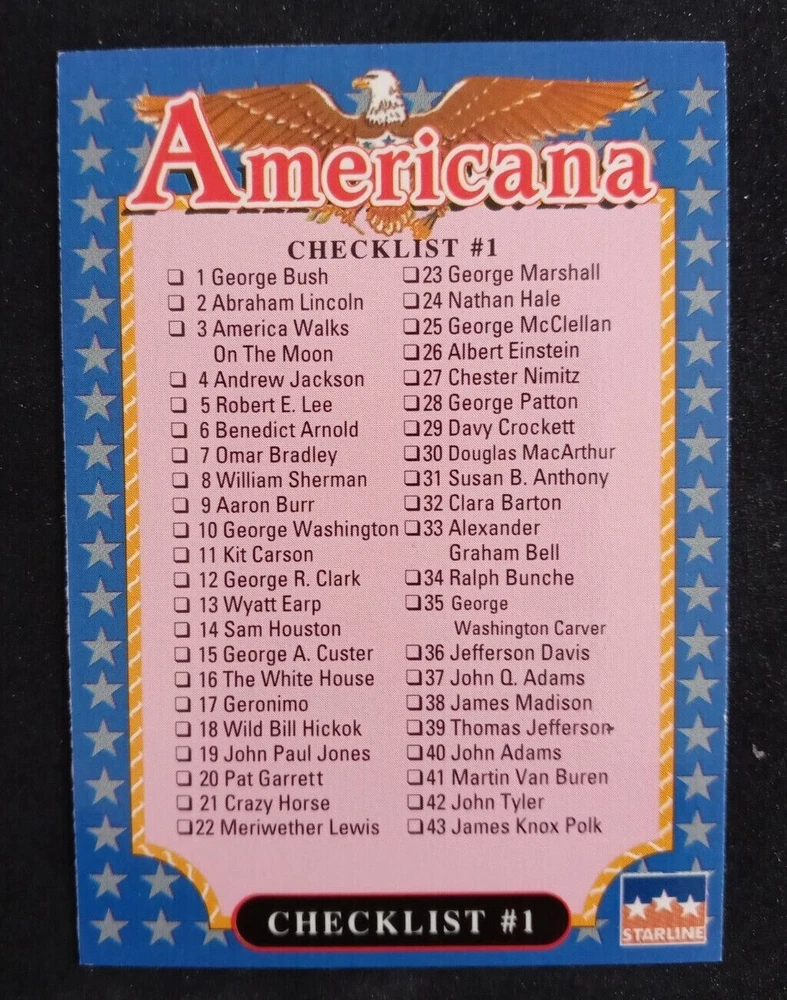 Americana
CHECKLIST #1
❑ 1 George Bush
❑ 2 Abraham Lincoln
❑ 3 America Walks
On The Moon
❑ 4 Andrew Jackson
❑ 5 Robert E. Lee
❑ 6 Benedict Arnold
❑ 7 Omar Bradley
❑ 8 William Sherman
❑ 9 Aaron Burr
❑ 10 George Washington
❑ 11 Kit Carson
❑ 12 George R. Clark
❑ 13 Wyatt Earp
❑ 14 Sam Houston
❑ 15 George A. Custer
❑ 16 The White House
❑ 17 Geronimo
❑ 18 Wild Bill Hickok
❑ 19 John Paul Jones
❑ 20 Pat Garrett
❑ 21 Crazy Horse
❑ 22 Meriwether Lewis
❑ 23 George Marshall
❑ 24 Nathan Hale
❑ 25 George McClellan
❑ 26 Albert Einstein
❑ 27 Chester Nimitz
❑ 28 George Patton
❑ 29 Davy Crockett
❑ 30 Douglas MacArthur
❑ 31 Susan B. Anthony
❑ 32 Clara Barton
❑ 33 Alexander
Graham Bell
❑ 34 Ralph Bunche
❑ 35 George
Washington Carver
❑ 36 Jefferson Davis
❑ 37 John Q. Adams
❑ 38 James Madison
❑ 39 Thomas Jefferson
❑ 40 John Adams
❑ 41 Martin Van Buren
❑ 42 John Tyler
❑ 43 James Knox Polk
CHECKLIST #1
STARLINE